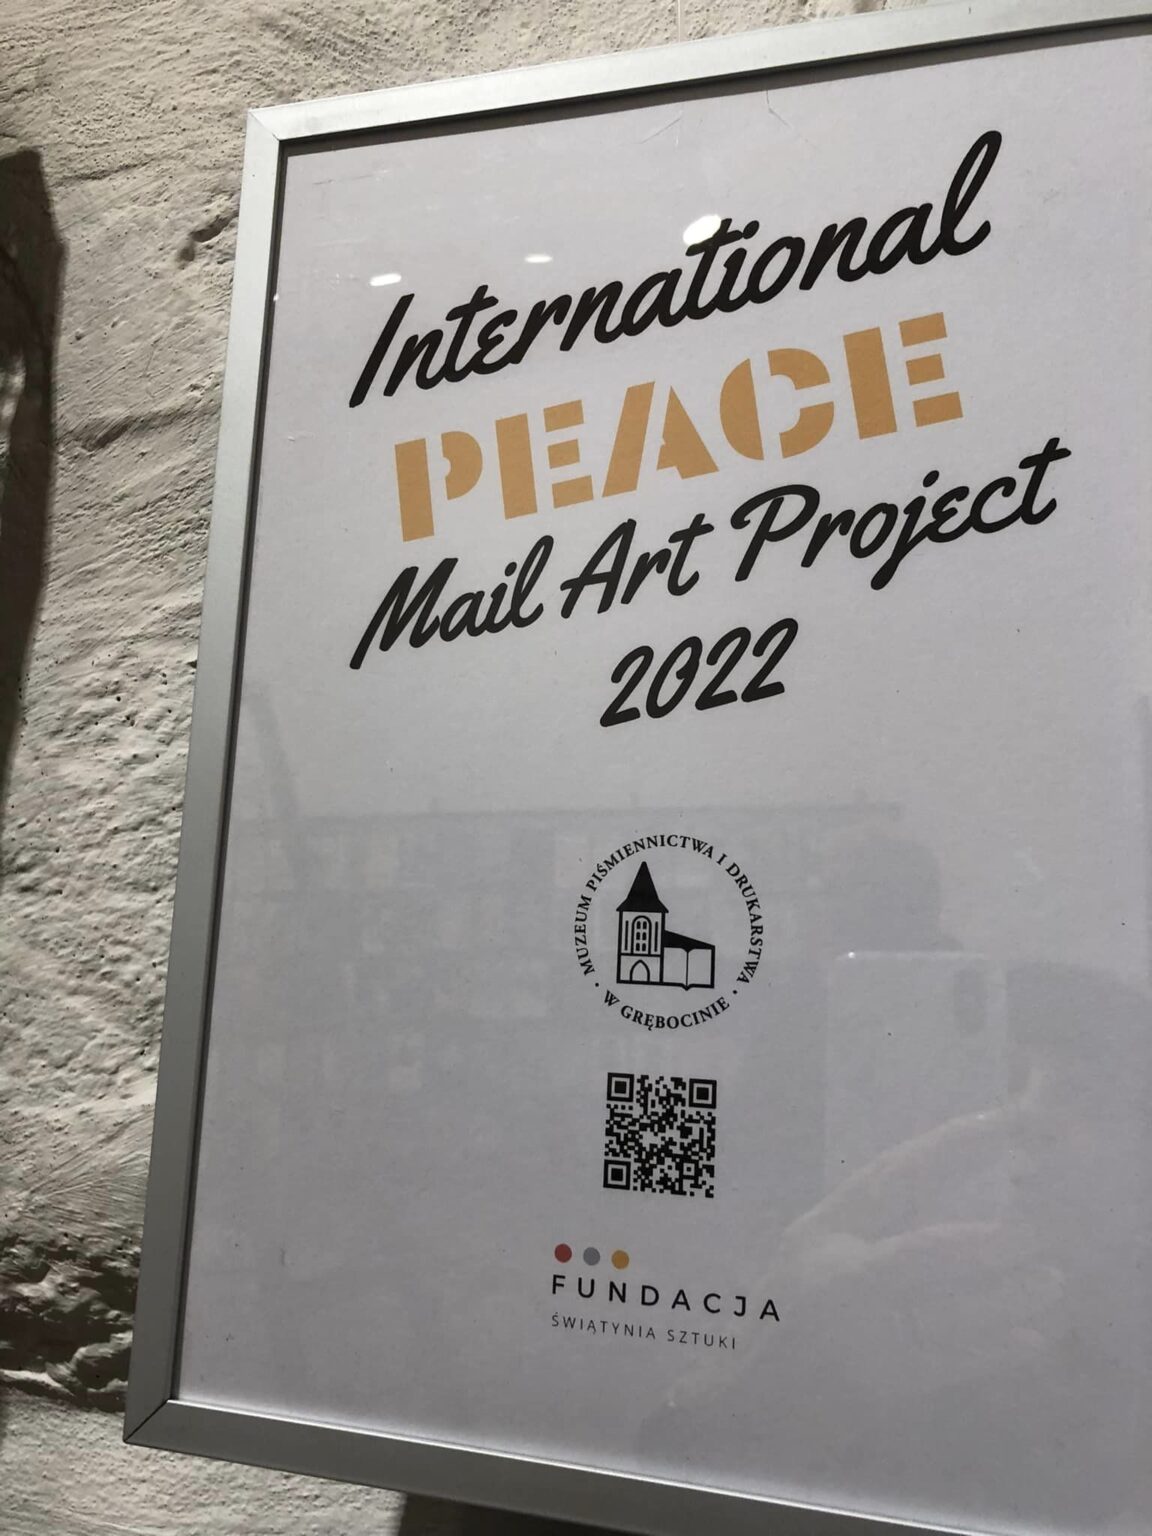 International
PEACE
Mail Art Project
2022
MUZEUM PIŚMIENNICTWA I DRUKARSTWA
• W GRĘBOCINIE •
FUNDACJA
ŚWIĄTYNIA SZTUKI